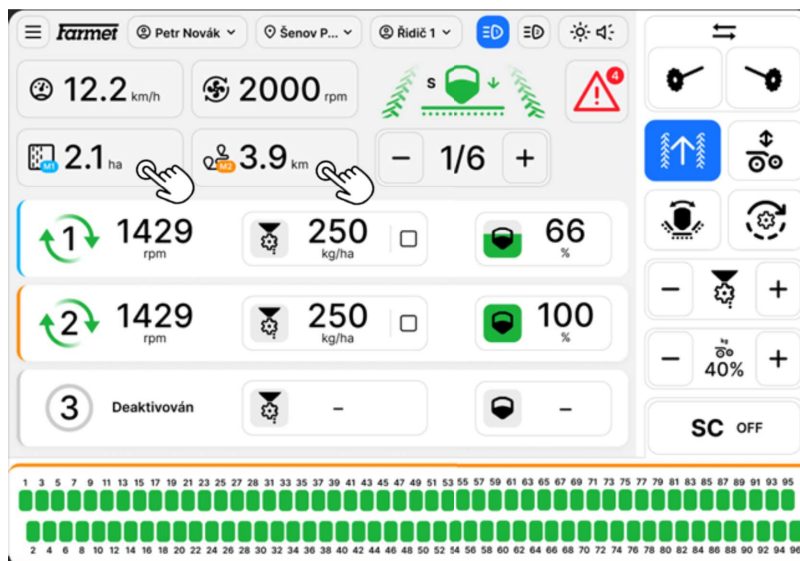 Farmet Petr Novák Šenov P... Řidič 1
12.2 km/h 2000 rpm S 4
M1 2.1 ha M2 3.9 km − 1/6 +
1 1429 rpm 250 kg/ha 66 %
2 1429 rpm 250 kg/ha 100 %
3 Deaktivován – –
− +
− kg 40% +
SC OFF
1 3 5 7 9 11 13 15 17 19 21 23 25 27 28 31 33 35 37 39 41 43 45 47 49 51 53 55 57 59 61 63 65 67 69 71 73 75 77 79 81 83 85 87 89 91 93 95
2 4 6 8 10 12 14 16 18 20 22 24 26 28 30 32 34 36 38 40 42 44 46 48 50 52 54 56 58 60 62 64 66 68 70 72 74 76 78 80 82 84 86 88 90 92 94 96